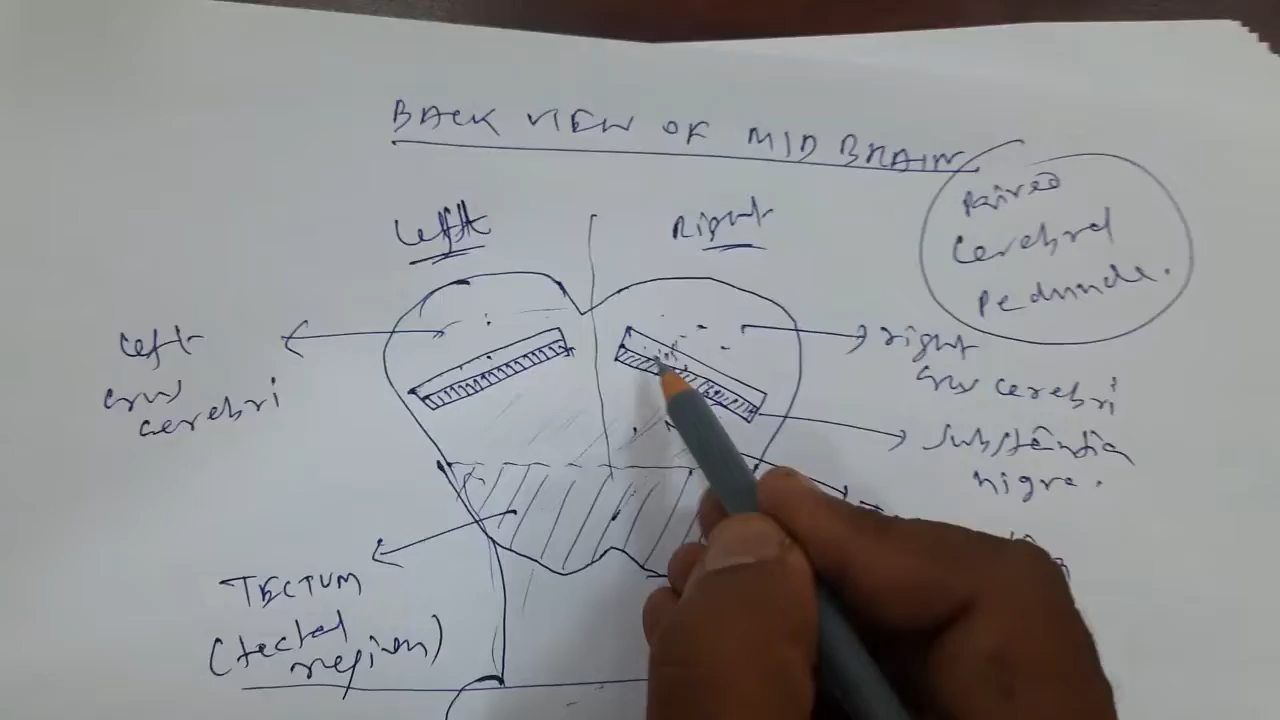 BACK VIEW OF MID BRAIN
Paired
cerebral
Peduncle.
Left
Right
Left
crus
cerebri
right
crus cerebri
Substantia
nigra.
TECTUM
(tectal
region)